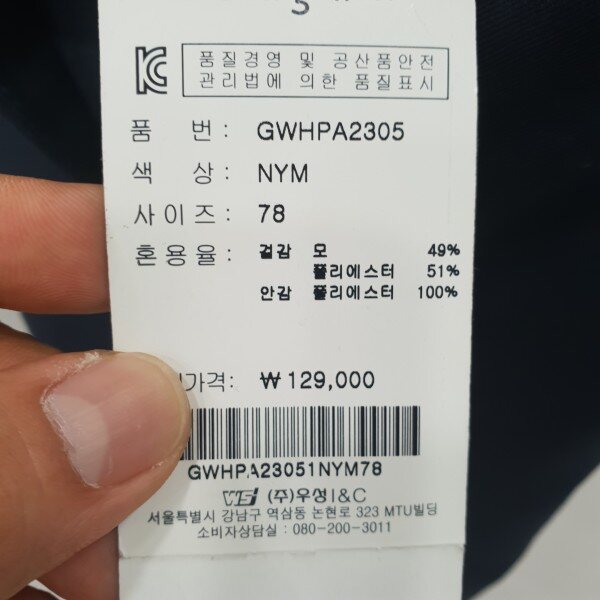 품질경영 및 공산품안전
관리법에 의한 품질표시
품 번 : GWHPA2305
색 상 : NYM
사이즈 : 78
혼용율 : 겉감 모 49%
폴리에스터 51%
안감 폴리에스터 100%
가격: ₩129,000
GWHPA23051NYM78
WS (주)우성I&C
서울특별시 강남구 역삼동 논현로 323 MTU빌딩
소비자상담실 : 080-200-3011